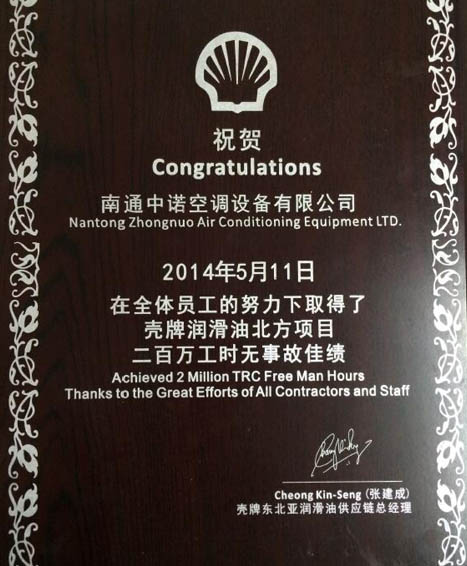 祝贺
Congratulations
南通中诺空调设备有限公司
Nantong Zhongnuo Air Conditioning Equipment LTD.
2014年5月11日
在全体员工的努力下取得了
壳牌润滑油北方项目
二百万工时无事故佳绩
Achieved 2 Million TRC Free Man Hours
Thanks to the Great Efforts of All Contractors and Staff
Cheong Kin-Seng (张建成)
壳牌东北亚润滑油供应链总经理